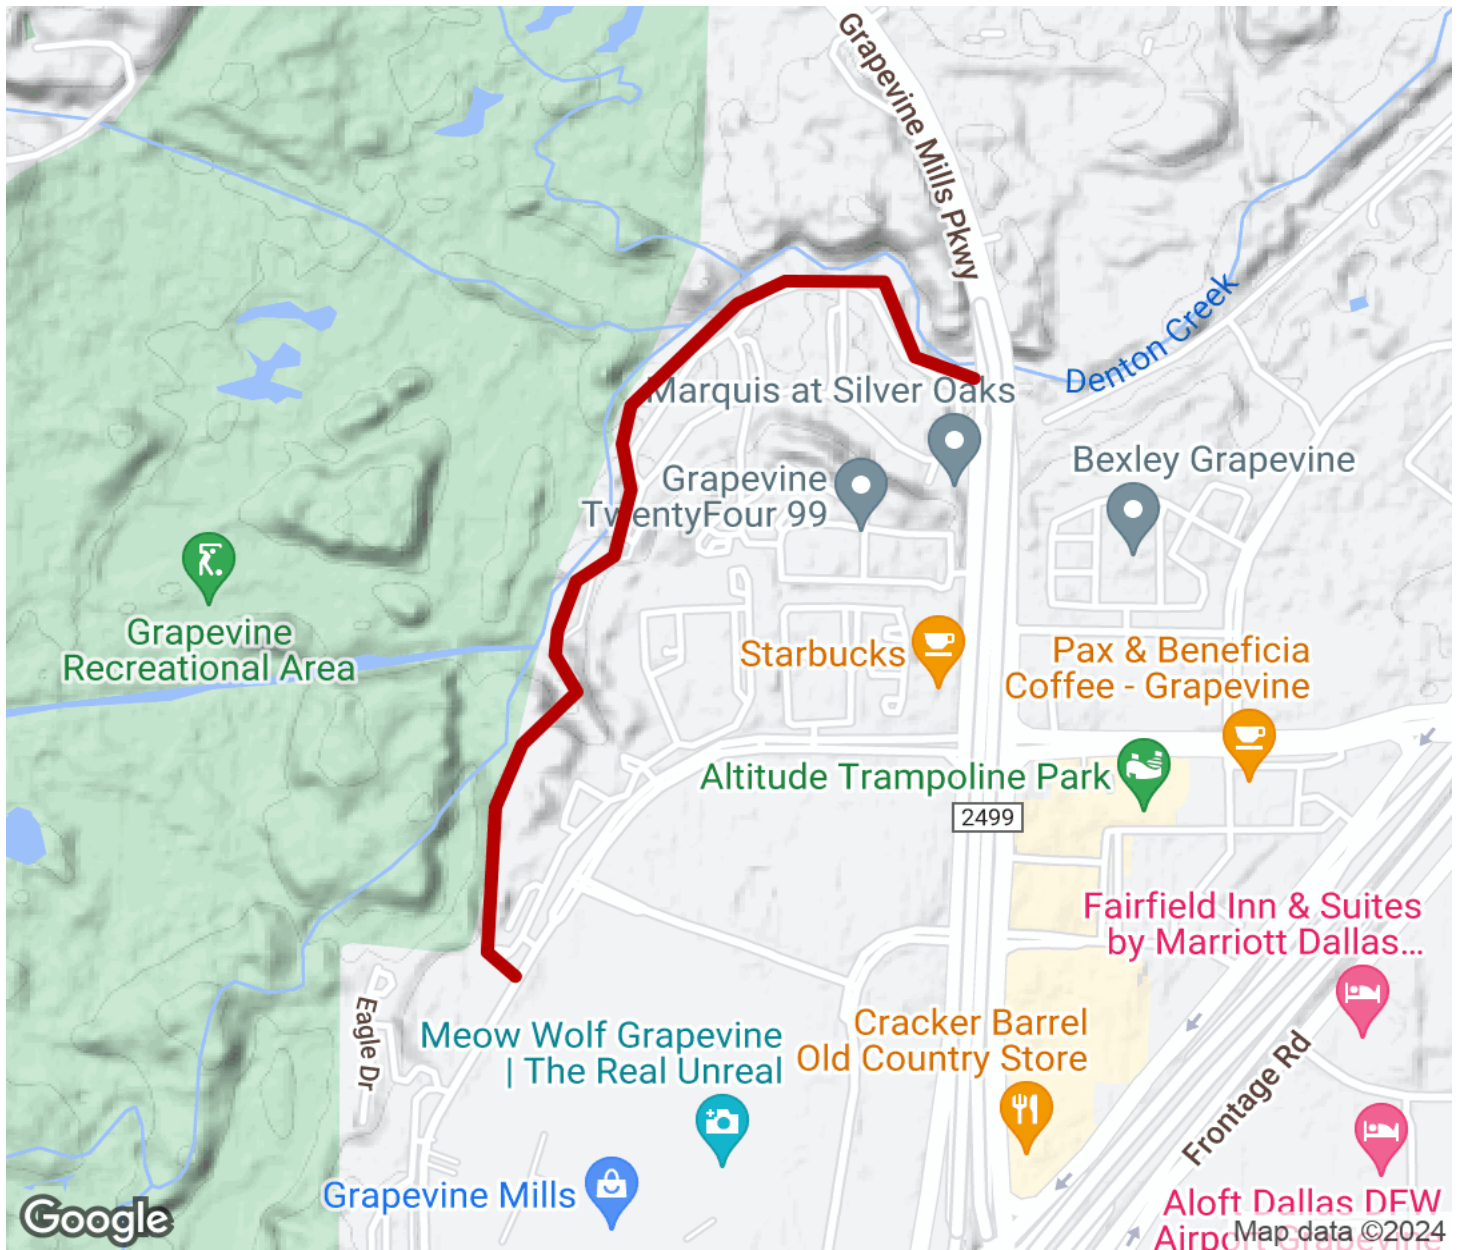 Grapevine Mills Pkwy
Denton Creek
Marquis at Silver Oaks
Grapevine
TwentyFour 99
Bexley Grapevine
Grapevine
Recreational Area
Starbucks
Pax & Beneficia
Coffee - Grapevine
Altitude Trampoline Park
2499
Fairfield Inn & Suites
by Marriott Dallas...
Eagle Dr
Meow Wolf Grapevine
| The Real Unreal
Cracker Barrel
Old Country Store
Frontage Rd
Grapevine Mills
Aloft Dallas DFW
Airport Grapevine
Google
Map data ©2024